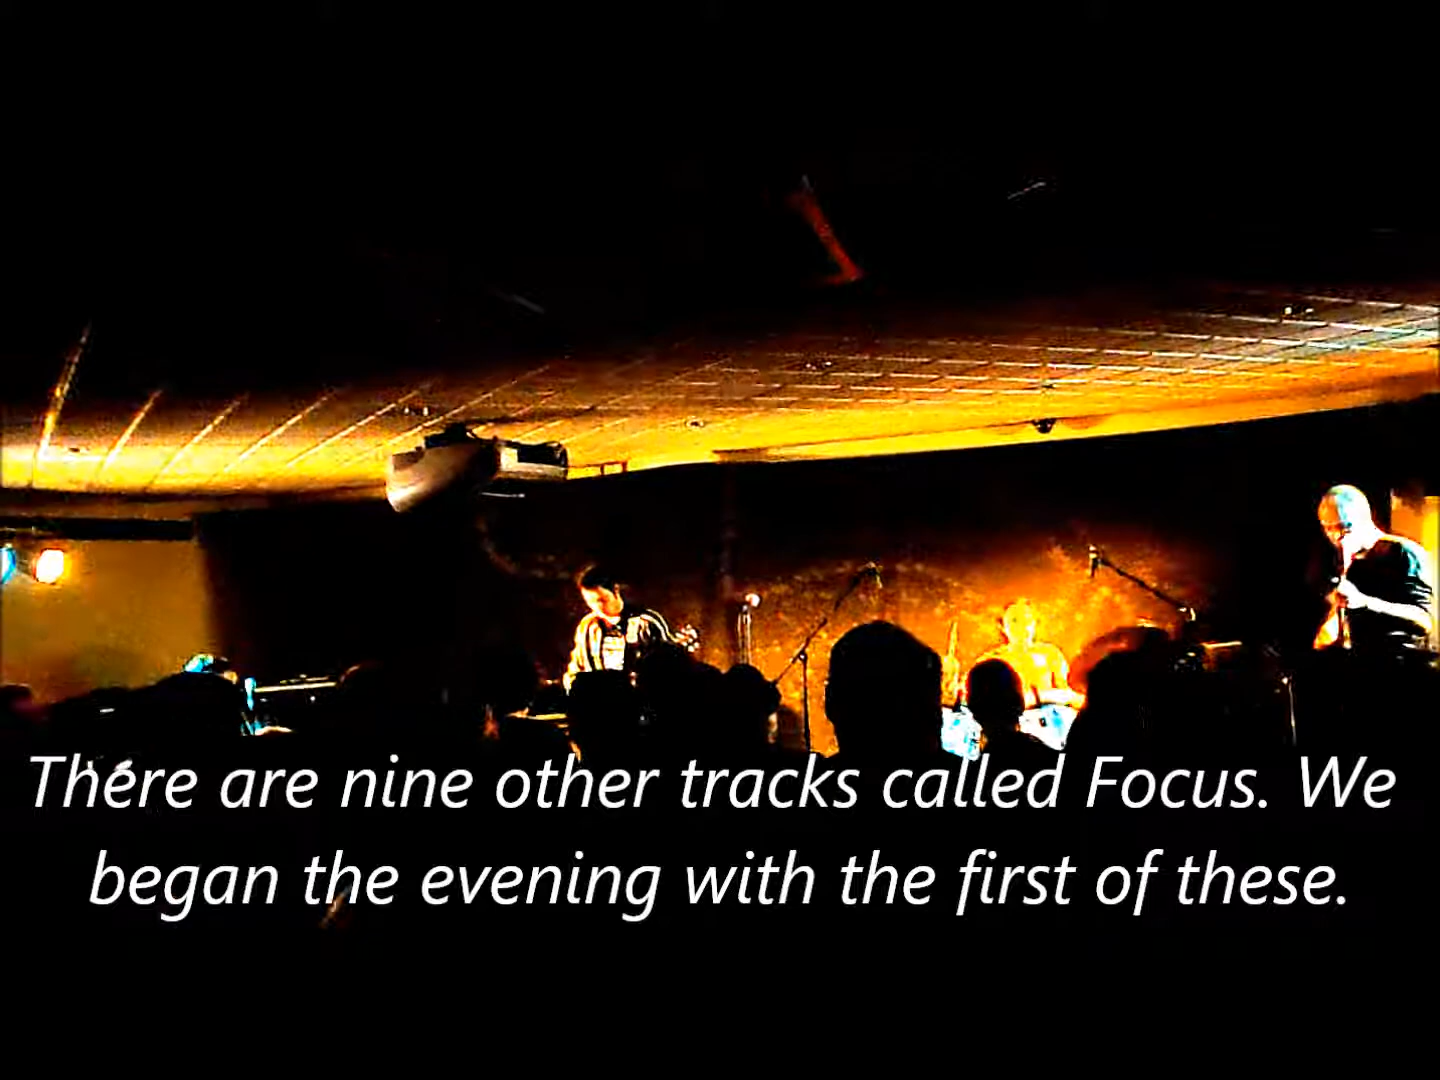 There are nine other tracks called Focus. We
began the evening with the first of these.